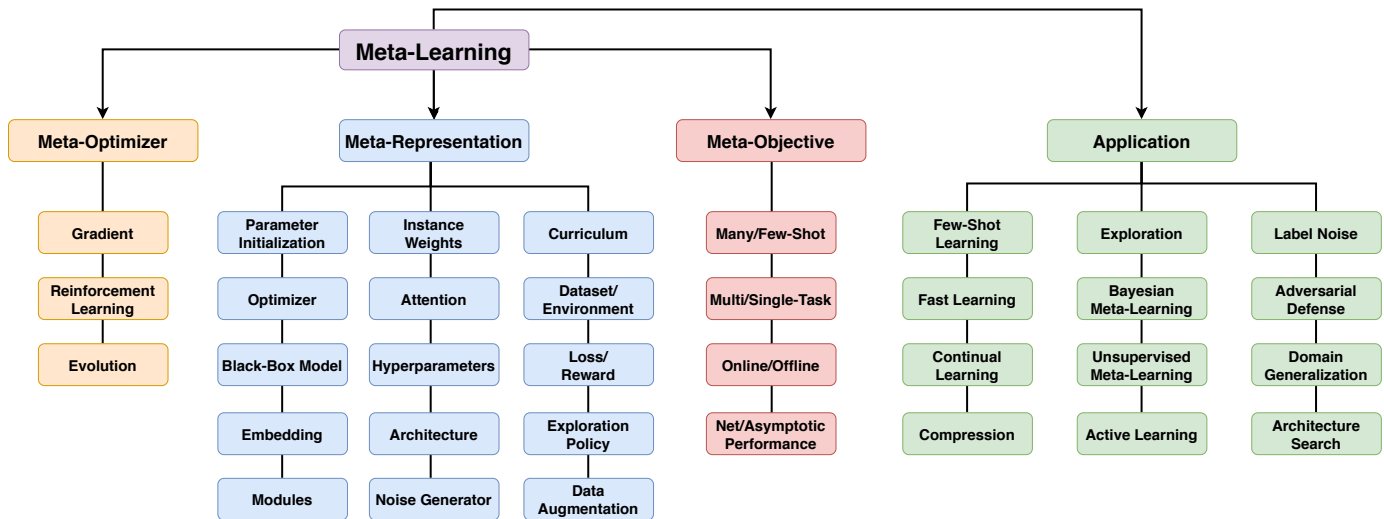 Meta-Learning
Meta-Optimizer
Meta-Representation
Meta-Objective
Application
Gradient
Reinforcement
Learning
Evolution
Parameter
Initialization
Optimizer
Black-Box Model
Embedding
Modules
Instance
Weights
Attention
Hyperparameters
Architecture
Noise Generator
Curriculum
Dataset/
Environment
Loss/
Reward
Exploration
Policy
Data
Augmentation
Many/Few-Shot
Multi/Single-Task
Online/Offline
Net/Asymptotic
Performance
Few-Shot
Learning
Fast Learning
Continual
Learning
Compression
Exploration
Bayesian
Meta-Learning
Unsupervised
Meta-Learning
Active Learning
Label Noise
Adversarial
Defense
Domain
Generalization
Architecture
Search